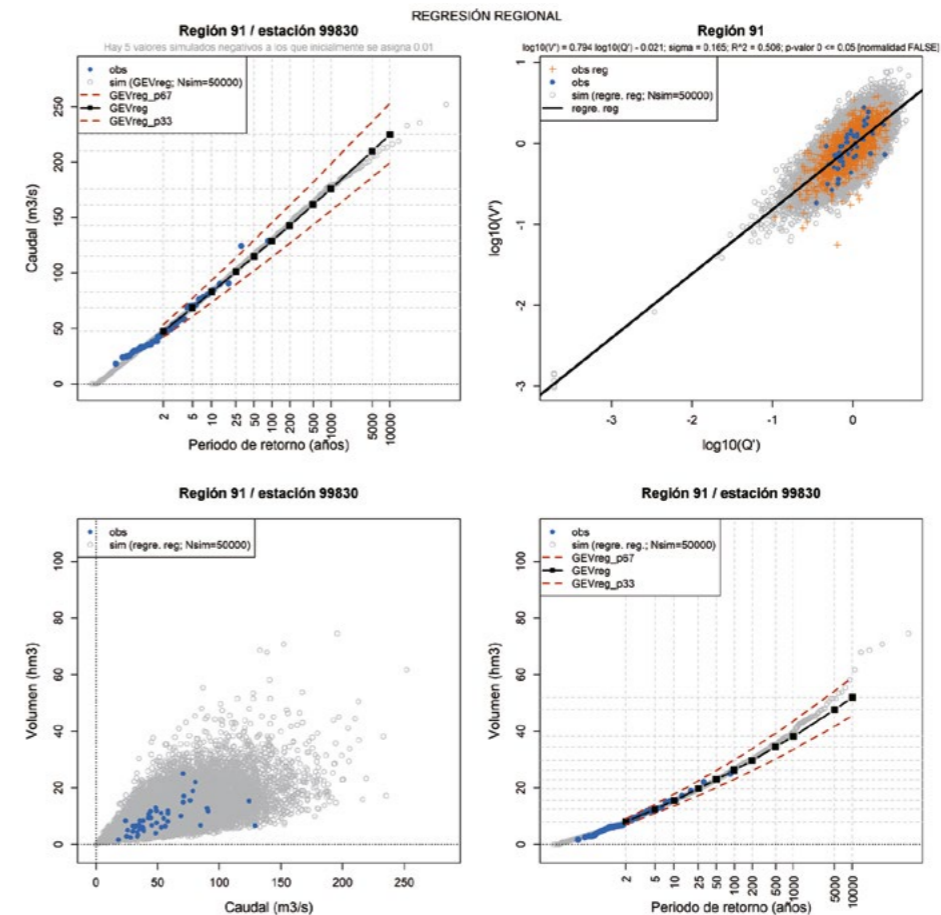 REGRESIÓN REGIONAL
Región 91 / estación 99830
Hay 5 valores simulados negativos a los que inicialmente se asigna 0.01
obs
sim (GEVreg; Nsim=50000)
GEVreg_p67
GEVreg
GEVreg_p33
Caudal (m3/s)
0
50
100
150
200
250
2
5
10
25
50
100
200
500
1000
5000
10000
Periodo de retorno (años)
Región 91
log10(V') = 0.794 log10(Q') - 0.021; sigma = 0.165; R^2 = 0.506; p-valor 0 <= 0.05 [normalidad FALSE]
obs reg
obs
sim (regre. reg; Nsim=50000)
regre. reg
log10(V')
1
0
-1
-2
-3
-3
-2
-1
0
log10(Q')
Región 91 / estación 99830
obs
sim (regre. reg; Nsim=50000)
Volumen (hm3)
0
20
40
60
80
100
0
50
100
150
200
250
Caudal (m3/s)
Región 91 / estación 99830
obs
sim (regre. reg.; Nsim=50000)
GEVreg_p67
GEVreg
GEVreg_p33
Volumen (hm3)
0
20
40
60
80
100
2
5
10
25
50
100
200
500
1000
5000
10000
Periodo de retorno (años)